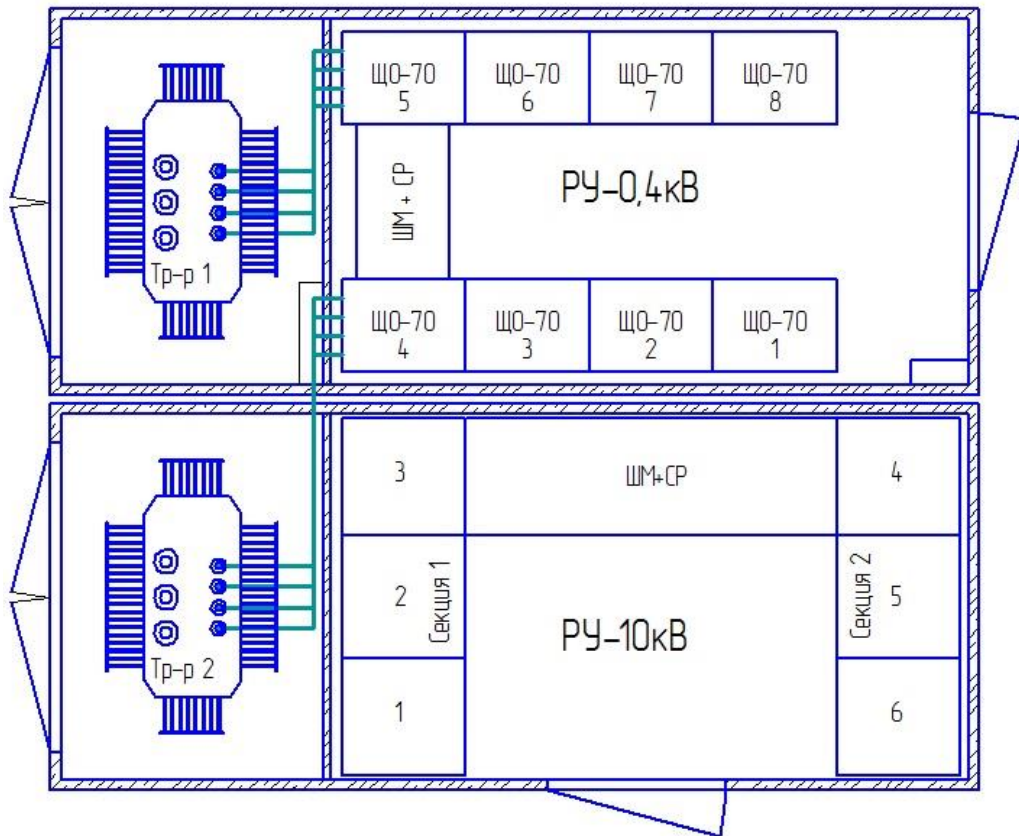 ЩО-70
5
ЩО-70
6
ЩО-70
7
ЩО-70
8
Тр-р 1
ШМ + СР
РУ-0,4кВ
ЩО-70
4
ЩО-70
3
ЩО-70
2
ЩО-70
1
Тр-р 2
3
ШМ+СР
4
2
Секция 1
РУ-10кВ
Секция 2
5
1
6